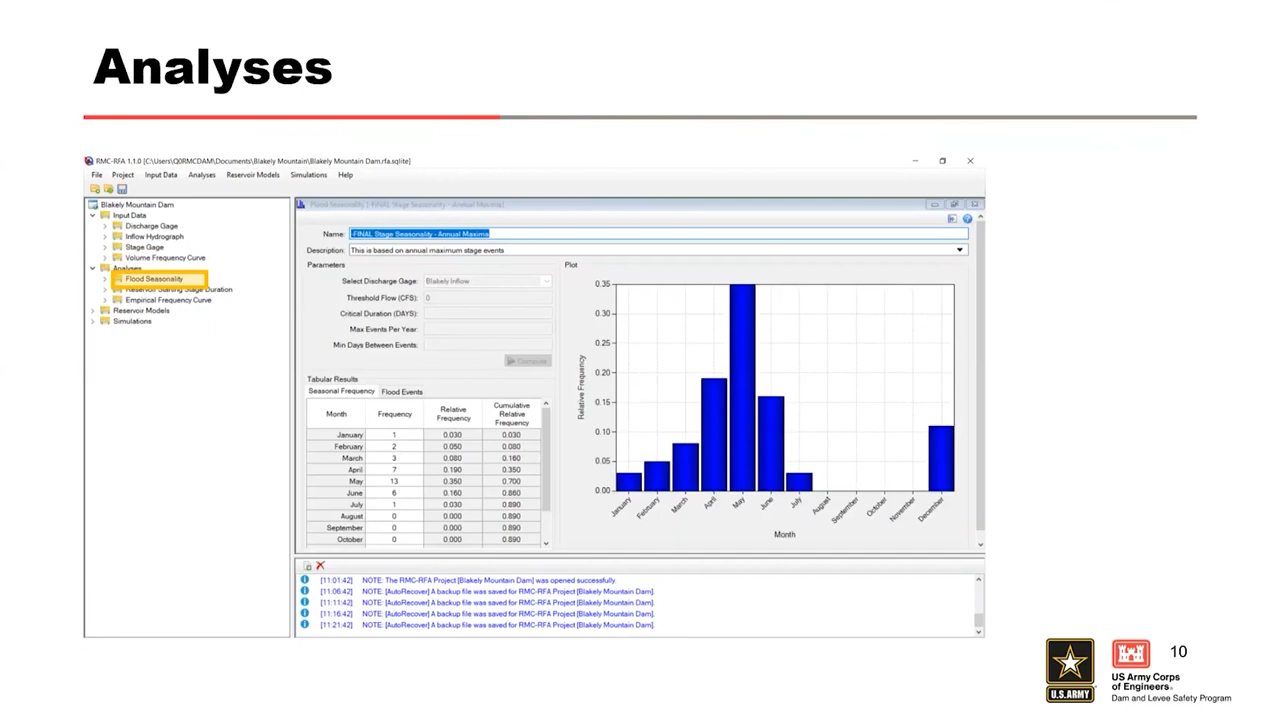 Analyses
RMC-RFA 1.1.0 [C:\Users\Q0RMCDAM\Documents\Blakely Mountain\Blakely Mountain Dam.rfa.sqlite]
File Project Input Data Analyses Reservoir Models Simulations Help
Blakely Mountain Dam
Input Data
Discharge Gage
Inflow Hydrograph
Stage Gage
Volume Frequency Curve
Analyses
Flood Seasonality
Reservoir Starting Stage Duration
Empirical Frequency Curve
Reservoir Models
Simulations
Flood Seasonality [-FINAL Stage Seasonality - Annual Maxima]
Name: -FINAL Stage Seasonality - Annual Maxima
Description: This is based on annual maximum stage events
Parameters
Select Discharge Gage: Blakely Inflow
Threshold Flow (CFS): 0
Critical Duration (DAYS):
Max Events Per Year:
Min Days Between Events:
Compute
Tabular Results
Seasonal Frequency Flood Events
Month Frequency Relative Frequency Cumulative Relative Frequency
January 1 0.030 0.030
February 2 0.050 0.080
March 3 0.080 0.160
April 7 0.190 0.350
May 13 0.350 0.700
June 6 0.160 0.860
July 1 0.030 0.890
August 0 0.000 0.890
September 0 0.000 0.890
October 0 0.000 0.890
Plot
0.35
0.30
0.25
0.20
0.15
0.10
0.05
0.00
Relative Frequency
January February March April May June July August September October November December
Month
[11:01:42] NOTE: The RMC-RFA Project [Blakely Mountain Dam] was opened successfully.
[11:06:42] NOTE: [AutoRecover] A backup file was saved for RMC-RFA Project [Blakely Mountain Dam].
[11:11:42] NOTE: [AutoRecover] A backup file was saved for RMC-RFA Project [Blakely Mountain Dam].
[11:16:42] NOTE: [AutoRecover] A backup file was saved for RMC-RFA Project [Blakely Mountain Dam].
[11:21:42] NOTE: [AutoRecover] A backup file was saved for RMC-RFA Project [Blakely Mountain Dam].
U.S.ARMY
US Army Corps
of Engineers®
Dam and Levee Safety Program
10